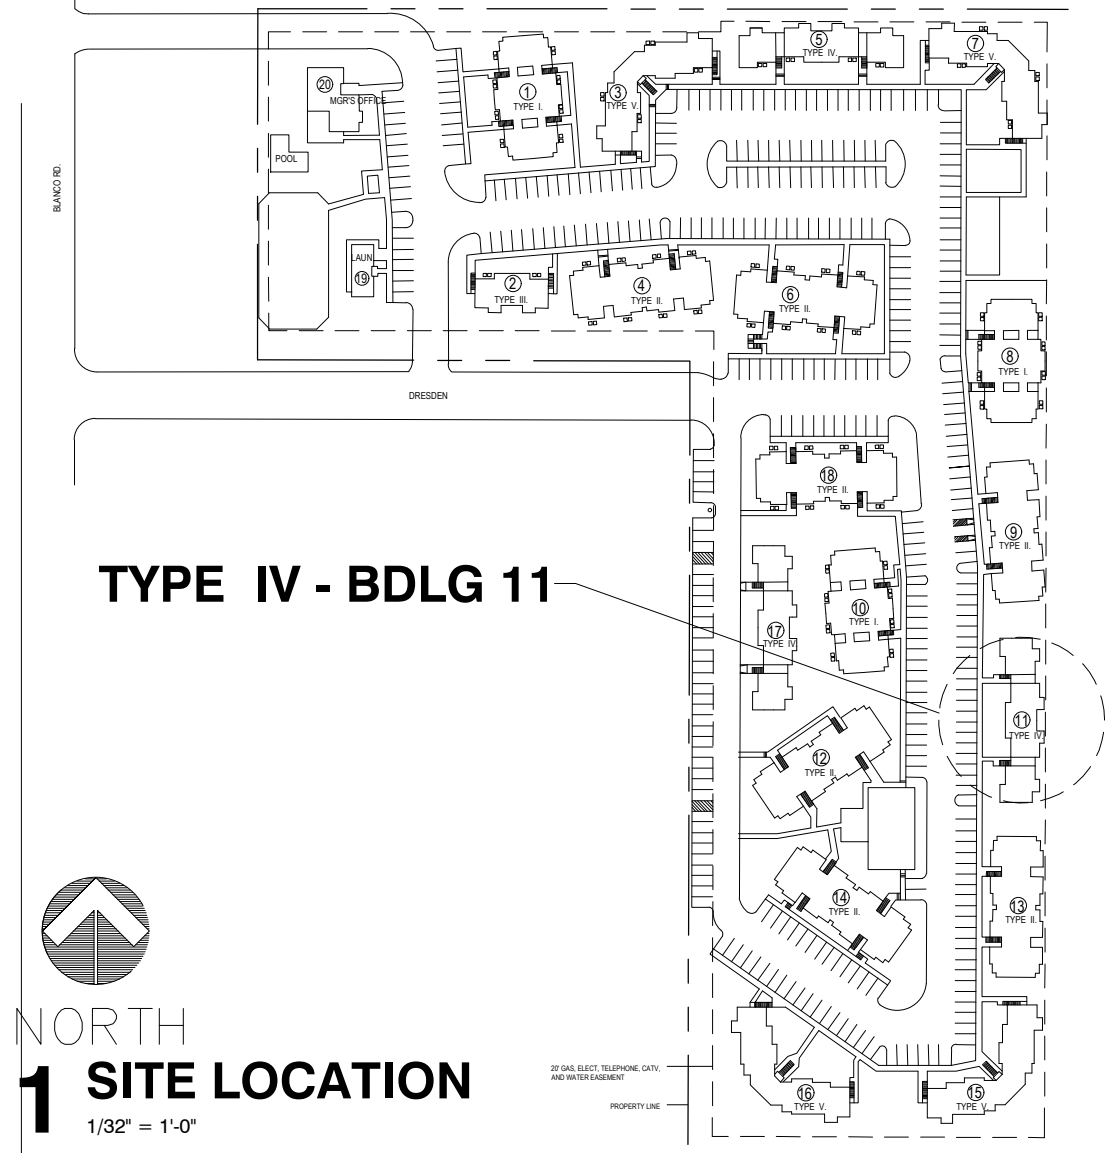 5
TYPE IV.
7
TYPE V.
20
MGR'S OFFICE
1
TYPE I.
3
TYPE V.
POOL
BLANCO RD.
LAUN
19
2
TYPE III.
4
TYPE II.
6
TYPE II.
8
TYPE I.
DRESDEN
18
TYPE II.
9
TYPE II.
TYPE IV - BDLG 11
10
TYPE I.
17
TYPE IV
11
TYPE IV.
12
TYPE II.
14
TYPE II.
13
TYPE II.
NORTH
1 SITE LOCATION
1/32" = 1'-0"
20' GAS, ELECT, TELEPHONE, CATV,
AND WATER EASEMENT
PROPERTY LINE
16
TYPE V.
15
TYPE V.